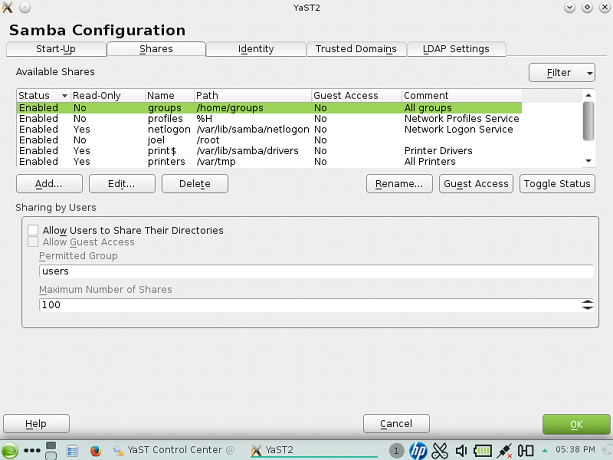 YaST2
Samba Configuration
Start-Up Shares Identity Trusted Domains LDAP Settings
Available Shares Filter
Status Read-Only Name Path Guest Access Comment
Enabled No groups /home/groups No All groups
Enabled No profiles %H No Network Profiles Service
Enabled Yes netlogon /var/lib/samba/netlogon No Network Logon Service
Enabled No joel /root No
Enabled Yes print$ /var/lib/samba/drivers No Printer Drivers
Enabled Yes printers /var/tmp No All Printers
Add... Edit... Delete Rename... Guest Access Toggle Status
Sharing by Users
Allow Users to Share Their Directories
Allow Guest Access
Permitted Group
users
Maximum Number of Shares
100
Help Cancel OK
YaST Control Center @ YaST2 1 hp 05:38 PM